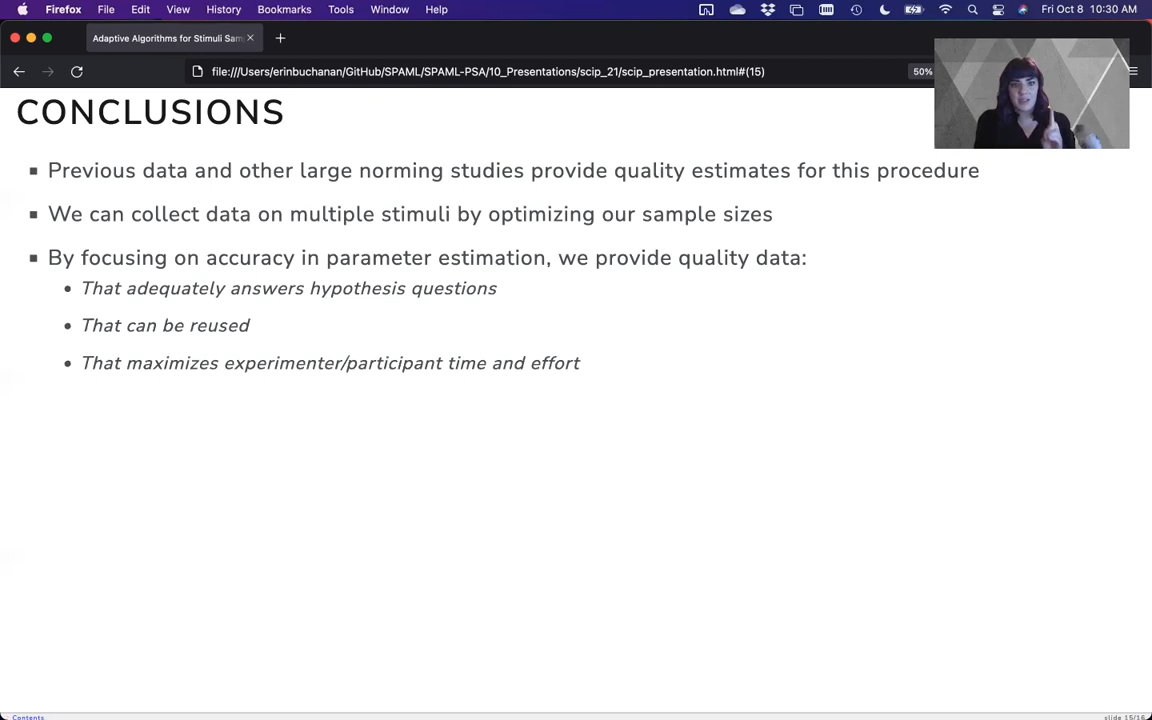 Firefox File Edit View History Bookmarks Tools Window Help Fri Oct 8 10:30 AM
Adaptive Algorithms for Stimuli Sam
file:///Users/erinbuchanan/GitHub/SPAML/SPAML-PSA/10_Presentations/scip_21/scip_presentation.html#(15) 50%
CONCLUSIONS
Previous data and other large norming studies provide quality estimates for this procedure
We can collect data on multiple stimuli by optimizing our sample sizes
By focusing on accuracy in parameter estimation, we provide quality data:
That adequately answers hypothesis questions
That can be reused
That maximizes experimenter/participant time and effort
Contents slide 15/16